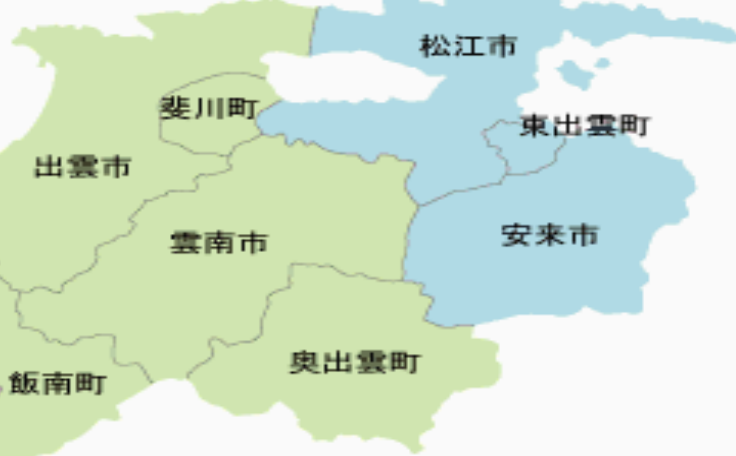 松江市
斐川町
東出雲町
出雲市
雲南市
安来市
奥出雲町
飯南町